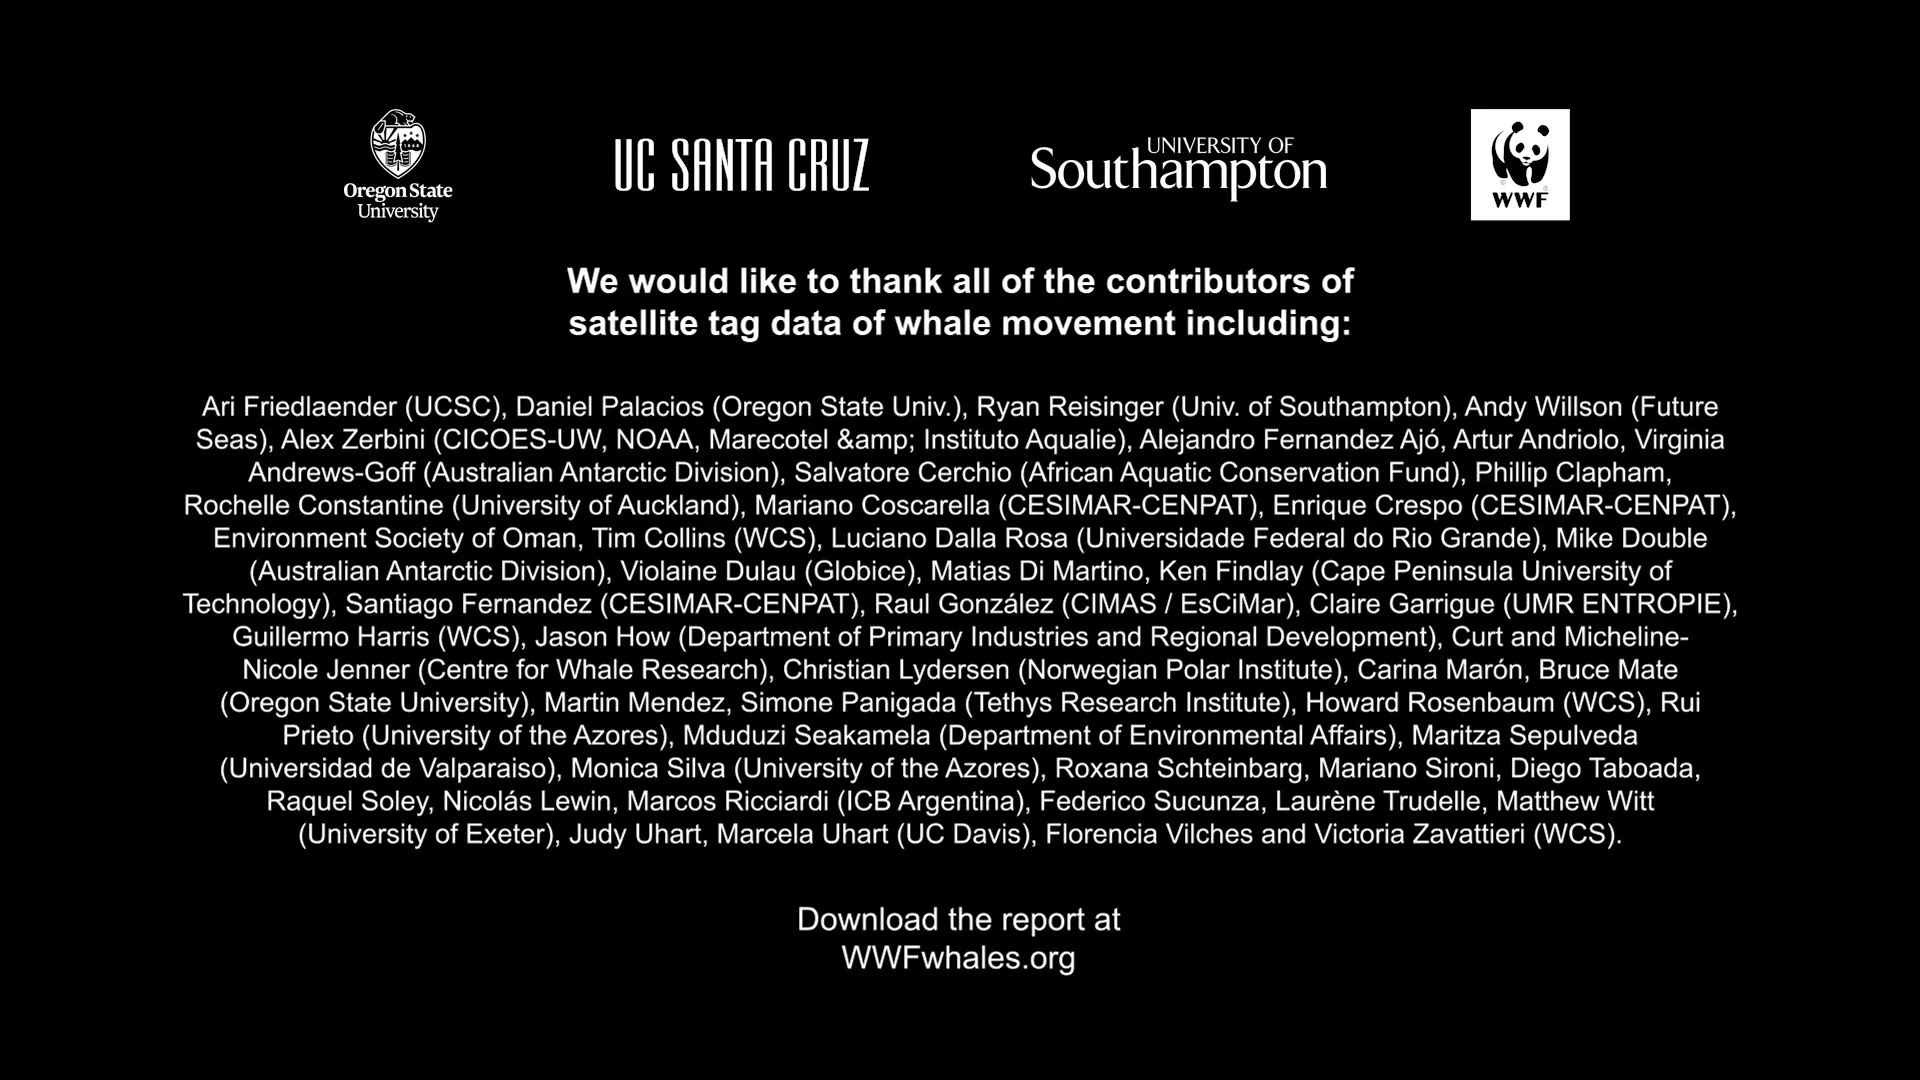 Oregon State
University
UC SANTA CRUZ
UNIVERSITY OF
Southampton
WWF
We would like to thank all of the contributors of
satellite tag data of whale movement including:
Ari Friedlaender (UCSC), Daniel Palacios (Oregon State Univ.), Ryan Reisinger (Univ. of Southampton), Andy Willson (Future
Seas), Alex Zerbini (CICOES-UW, NOAA, Marecotel &amp; Instituto Aqualie), Alejandro Fernandez Ajó, Artur Andriolo, Virginia
Andrews-Goff (Australian Antarctic Division), Salvatore Cerchio (African Aquatic Conservation Fund), Phillip Clapham,
Rochelle Constantine (University of Auckland), Mariano Coscarella (CESIMAR-CENPAT), Enrique Crespo (CESIMAR-CENPAT),
Environment Society of Oman, Tim Collins (WCS), Luciano Dalla Rosa (Universidade Federal do Rio Grande), Mike Double
(Australian Antarctic Division), Violaine Dulau (Globice), Matias Di Martino, Ken Findlay (Cape Peninsula University of
Technology), Santiago Fernandez (CESIMAR-CENPAT), Raul González (CIMAS / EsCiMar), Claire Garrigue (UMR ENTROPIE),
Guillermo Harris (WCS), Jason How (Department of Primary Industries and Regional Development), Curt and Micheline-
Nicole Jenner (Centre for Whale Research), Christian Lydersen (Norwegian Polar Institute), Carina Marón, Bruce Mate
(Oregon State University), Martin Mendez, Simone Panigada (Tethys Research Institute), Howard Rosenbaum (WCS), Rui
Prieto (University of the Azores), Mduduzi Seakamela (Department of Environmental Affairs), Maritza Sepulveda
(Universidad de Valparaiso), Monica Silva (University of the Azores), Roxana Schteinbarg, Mariano Sironi, Diego Taboada,
Raquel Soley, Nicolás Lewin, Marcos Ricciardi (ICB Argentina), Federico Sucunza, Laurène Trudelle, Matthew Witt
(University of Exeter), Judy Uhart, Marcela Uhart (UC Davis), Florencia Vilches and Victoria Zavattieri (WCS).
Download the report at
WWFwhales.org